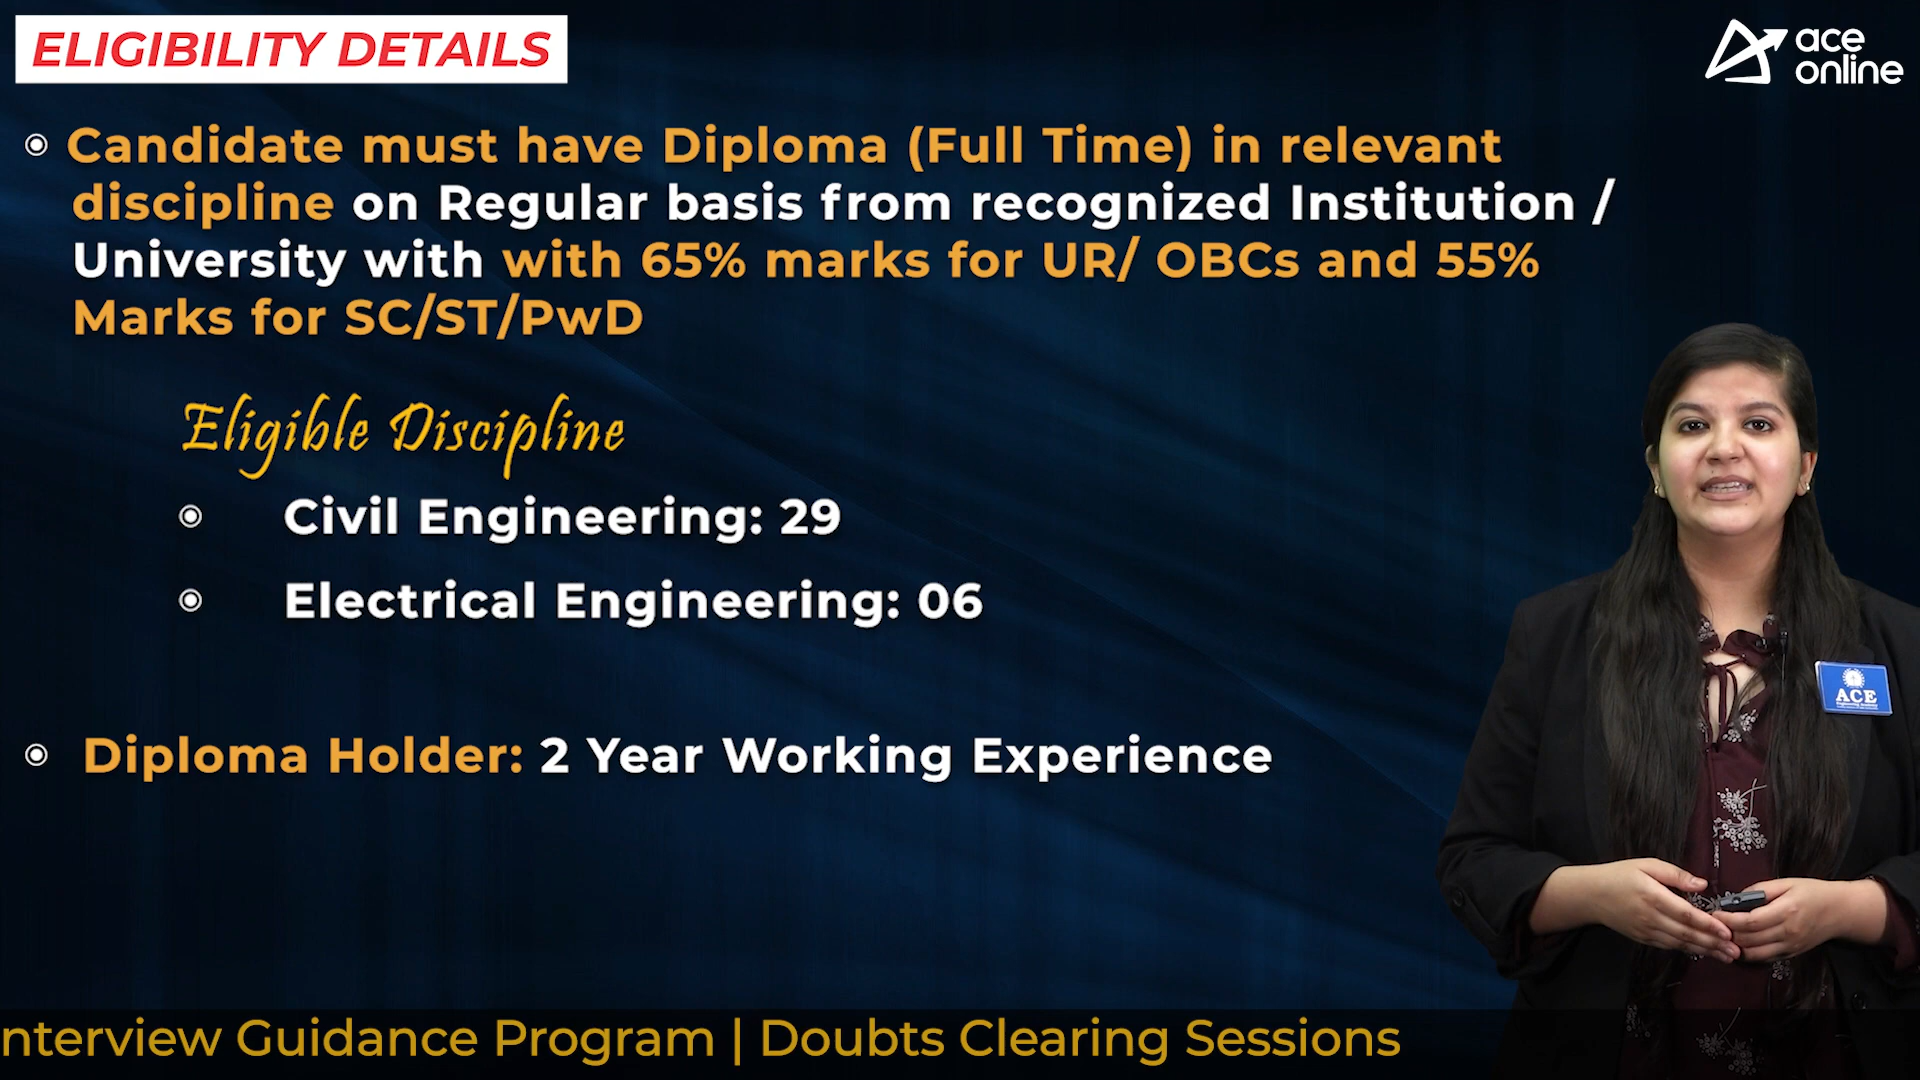 ELIGIBILITY DETAILS
ace
online
Candidate must have Diploma (Full Time) in relevant
discipline on Regular basis from recognized Institution /
University with with 65% marks for UR/ OBCs and 55%
Marks for SC/ST/PwD
Eligible Discipline
Civil Engineering: 29
Electrical Engineering: 06
ACE
Engineering Academy
Diploma Holder: 2 Year Working Experience
nterview Guidance Program | Doubts Clearing Sessions